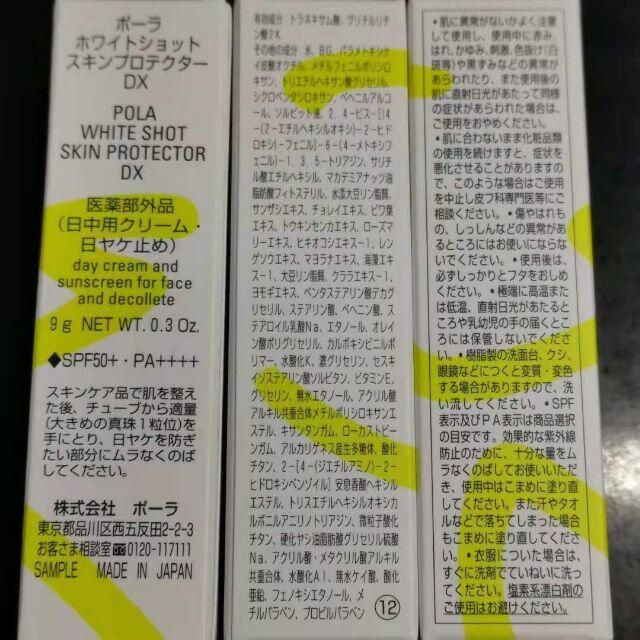 ポーラ
ホワイトショット
スキンプロテクター
DX
POLA
WHITE SHOT
SKIN PROTECTOR
DX
医薬部外品
(日中用クリーム・
日ヤケ止め)
day cream and
sunscreen for face
and decollete
9g NET WT. 0.3 Oz.
◆SPF50+・PA++++
スキンケア品で肌を整え
た後、チューブから適量
(大きめの真珠1粒位)を
手にとり、日ヤケを防ぎ
たい部分にムラなくのば
してください。
株式会社 ポーラ
東京都品川区西五反田2-2-3
お客さま相談室☎0120-117111
SAMPLE MADE IN JAPAN
有効成分:トラネキサム酸、グリチルリチ
ン酸2K
その他の成分:水、BG、パラメトキシケイ
皮酸オクチル、メチルフェニルポリシロ
キサン、トリエチルヘキサン酸グリセリル、
シクロペンタシロキサン、ベヘニルアルコ
ール、ソルビット液、2 4-ビス-[{4
-(2-エチルヘキシルオキシ)-2-ヒド
ロキシ}-フェニル]-6-(4-メトキシフ
ェニル)-1,3,5-トリアジン、サリチ
ル酸エチルヘキシル、マカデミアナッツ油
脂肪酸フィトステリル、水添大豆リン脂質、
サンザシエキス、チョレイエキス、ビワ葉
エキス、トウキンセンカエキス、ローズマ
リーエキス、ヒキオコシエキス-1、レン
ゲソウエキス、マヨラナエキス、海藻エキ
ス-1、大豆リン脂質、クララエキス-1、
ヨモギエキス、ペンタステアリン酸デカグ
リセリル、ステアリン酸、ベヘニン酸、ス
テアロイル乳酸Na、エタノール、オレイ
ン酸ポリグリセリル、カルボキシビニルポ
リマー、水酸化K、濃グリセリン、セスキ
イソステアリン酸ソルビタン、ビタミンE、
グリセリン、無水エタノール、アクリル酸
アルキル共重合体メチルポリシロキサンエ
ステル、キサンタンガム、ローカストビー
ンガム、アルカリゲネス産生多糖体、酸化
チタン、2-[4-(ジエチルアミノ)-2-
ヒドロキシベンゾイル]安息香酸ヘキシル
エステル、トリスエチルヘキシルオキシカ
ルボニルアニリノトリアジン、微粒子酸化
チタン、硬化ヤシ油脂肪酸グリセリル硫酸
Na、アクリル酸・メタクリル酸アルキル
共重合体、水酸化Al、無水ケイ酸、酸化
亜鉛、フェノキシエタノール、メ
チルパラベン、プロピルパラベン
⑫
・肌に異常がないかよく注意
して使用し、使用中に赤み、
はれ、かゆみ、刺激、色抜け(白
斑等)や黒ずみなどの異常が
あらわれたり、また使用後の
肌に直射日光があたって同様
の症状があらわれた場合は、
ご使用をおやめください。
・肌に合わないまま化粧品類
の使用を続けますと、症状を
悪化させることがありますの
で、このような場合はご使用
を中止し皮フ科専門医等にご
相談ください。・傷やはれも
の、しっしんなどの異常があ
るところにはお使いにならな
いでください。・使用後は、
必ずしっかりとフタをおしめ
ください。・極端に高温また
は低温、直射日光があたると
ころや乳幼児の手の届くとこ
ろには保管しないでくださ
い。・樹脂製の洗面台、クシ、
眼鏡などにつくと変質・変色
する場合がありますので、洗
い流してください。・SPF
表示及びPA表示は商品選択
の目安です。効果的な紫外線
防止のために、十分な量をム
ラなくのばしてお使いいただ
き、使用中はこまめに塗り直
してください。また汗やタオ
ルなどで落ちてしまった場合
もこまめに塗り直してくださ
い。・衣服についた場合は、
すぐに洗剤でていねいに洗っ
てください。塩素系漂白剤の
ご使用はお避けください。